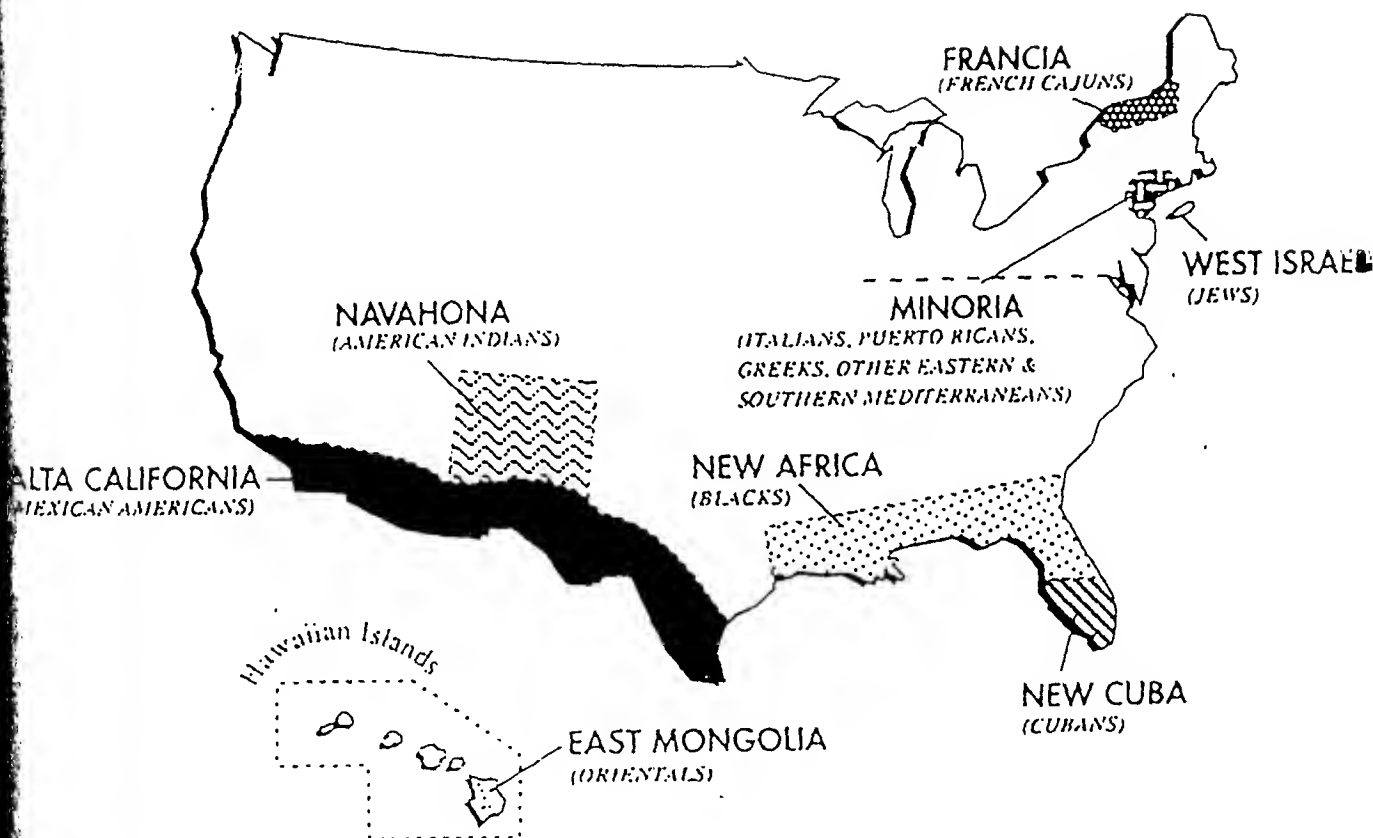 FRANCIA
(FRENCH CAJUNS)
WEST ISRAEL
(JEWS)
NAVAHONA
(AMERICAN INDIANS)
MINORIA
(ITALIANS, PUERTO RICANS,
GREEKS, OTHER EASTERN &
SOUTHERN MEDITERRANEANS)
ALTA CALIFORNIA
MEXICAN AMERICANS)
NEW AFRICA
(BLACKS)
Hawaiian Islands
NEW CUBA
(CUBANS)
EAST MONGOLIA
(ORIENTALS)